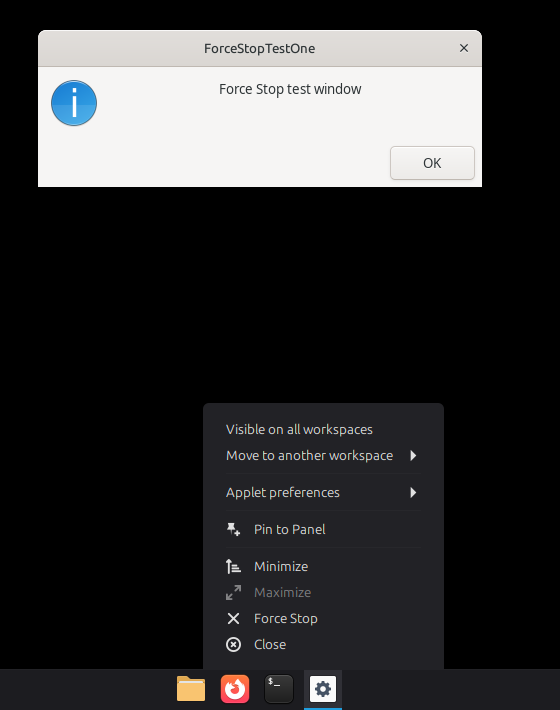 ForceStopTestOne
Force Stop test window
OK
Visible on all workspaces
Move to another workspace
Applet preferences
Pin to Panel
Minimize
Maximize
Force Stop
Close
$_